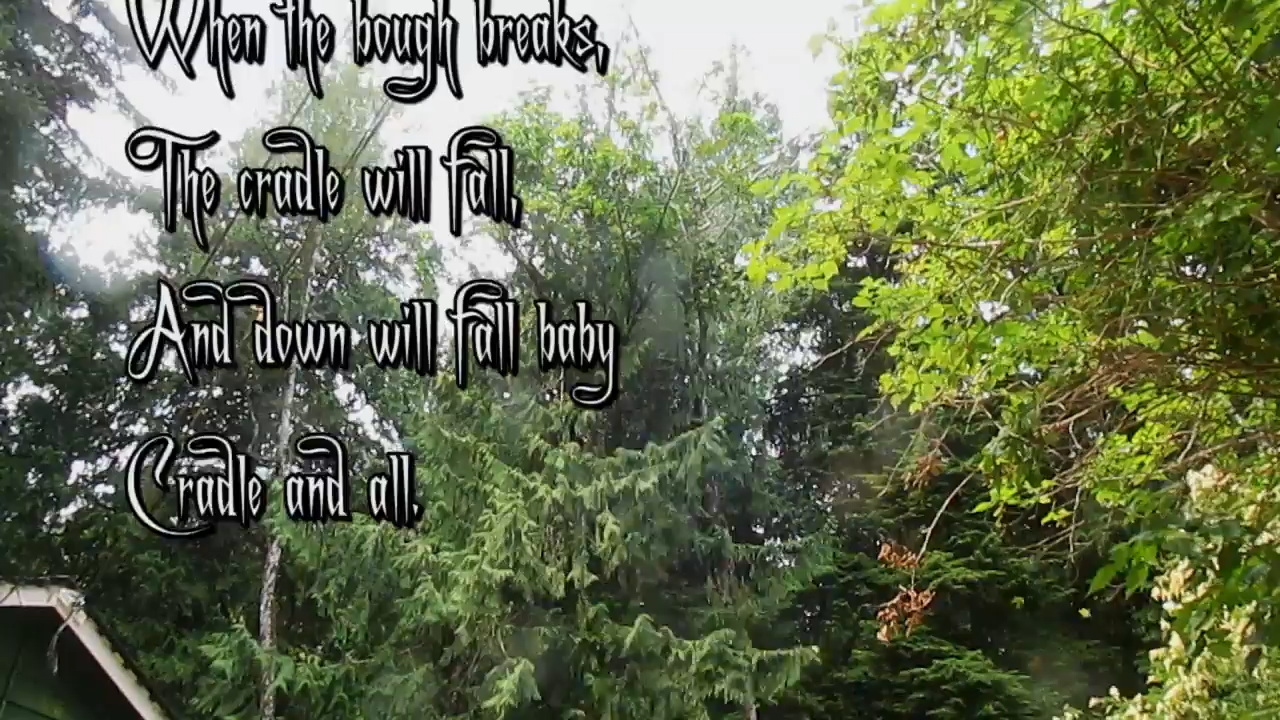 When the bough breaks,
The cradle will fall,
And down will fall baby
Cradle and all.